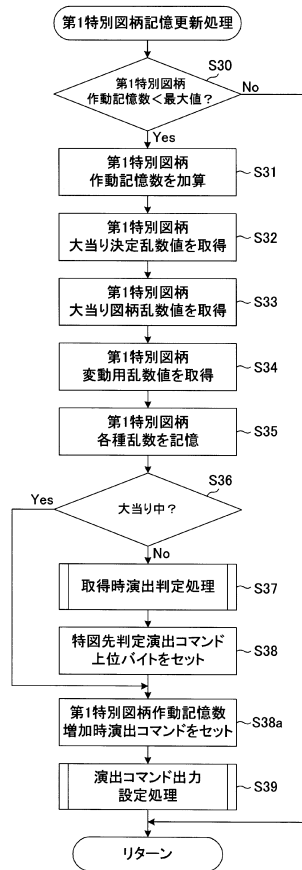 第1特別図柄記憶更新処理
S30
第1特別図柄
作動記憶数<最大値?
No
Yes
第1特別図柄
作動記憶数を加算
S31
第1特別図柄
大当り決定乱数値を取得
S32
第1特別図柄
大当り図柄乱数値を取得
S33
第1特別図柄
変動用乱数値を取得
S34
第1特別図柄
各種乱数を記憶
S35
S36
Yes
大当り中?
No
取得時演出判定処理
S37
特図先判定演出コマンド
上位バイトをセット
S38
第1特別図柄作動記憶数
増加時演出コマンドをセット
S38a
演出コマンド出力
設定処理
S39
リターン